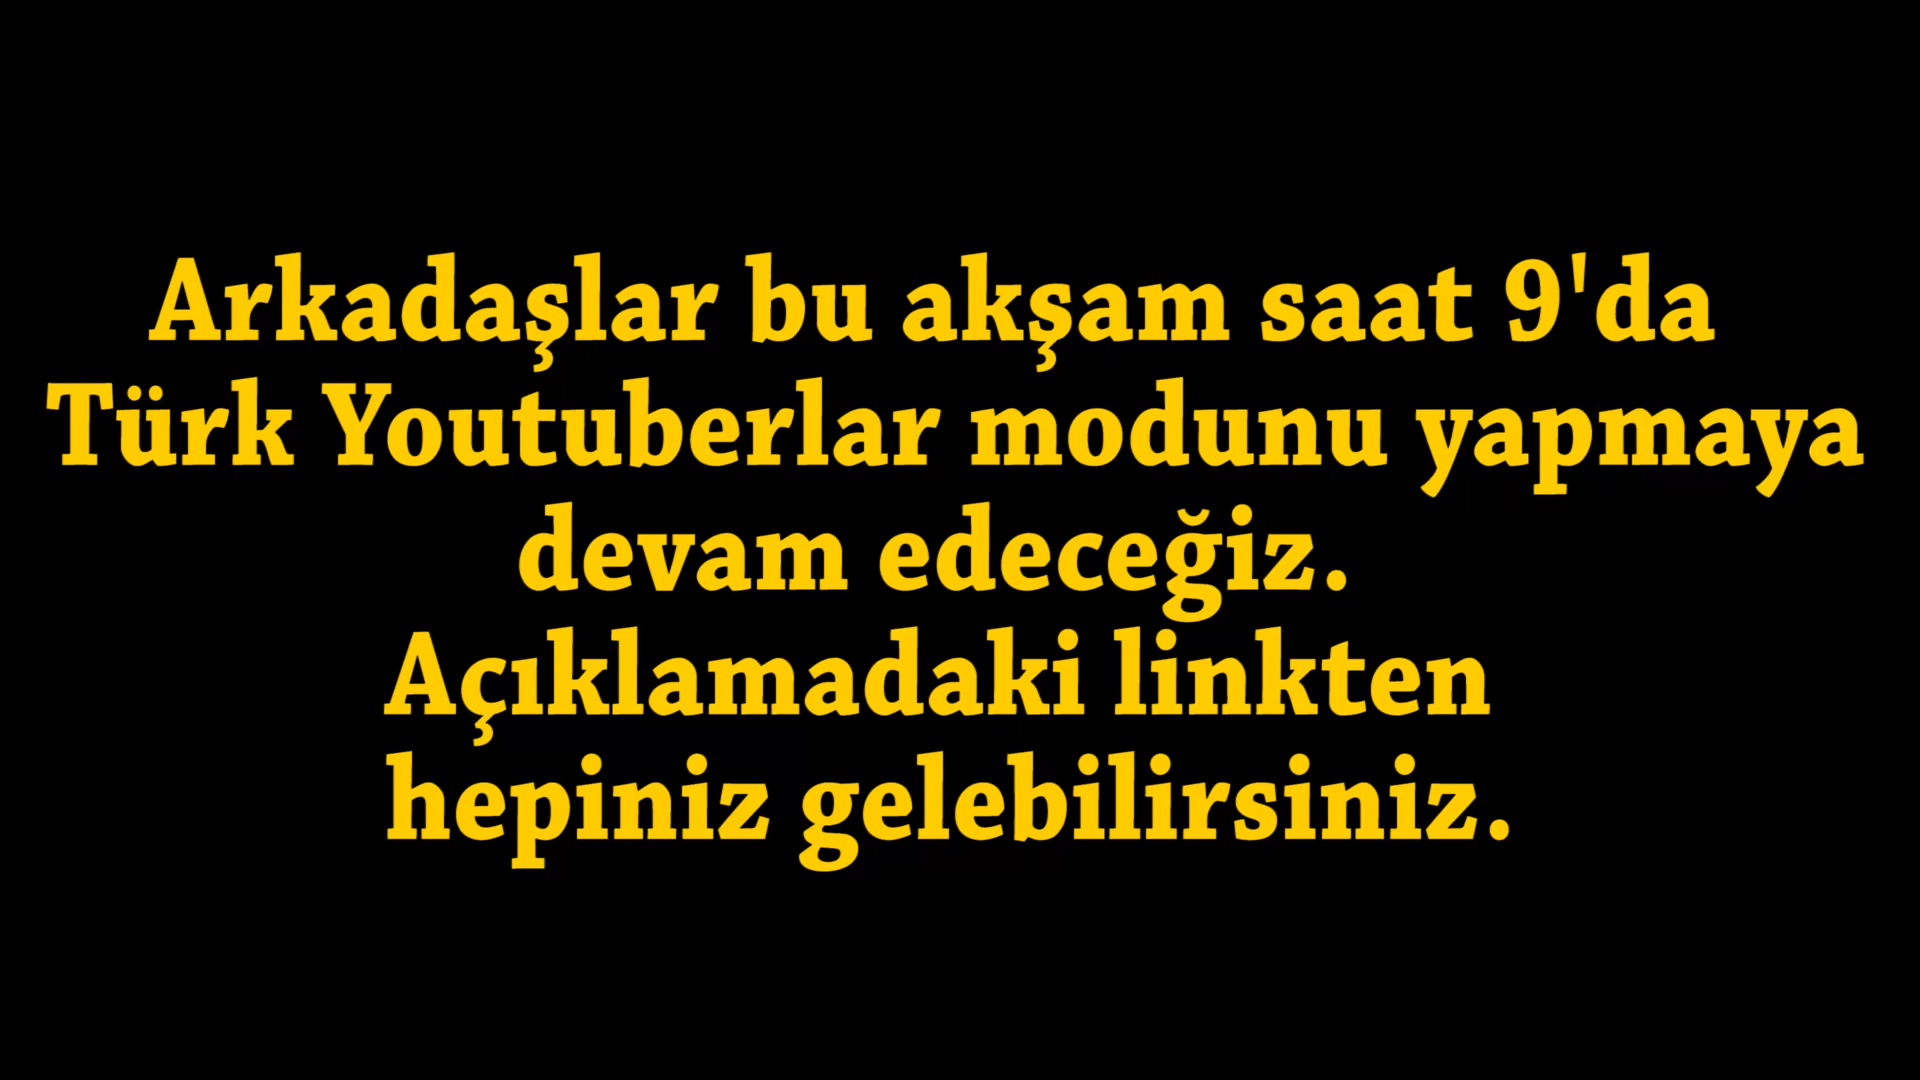 Arkadaşlar bu akşam saat 9'da
Türk Youtuberlar modunu yapmaya
devam edeceğiz.
Açıklamadaki linkten
hepiniz gelebilirsiniz.